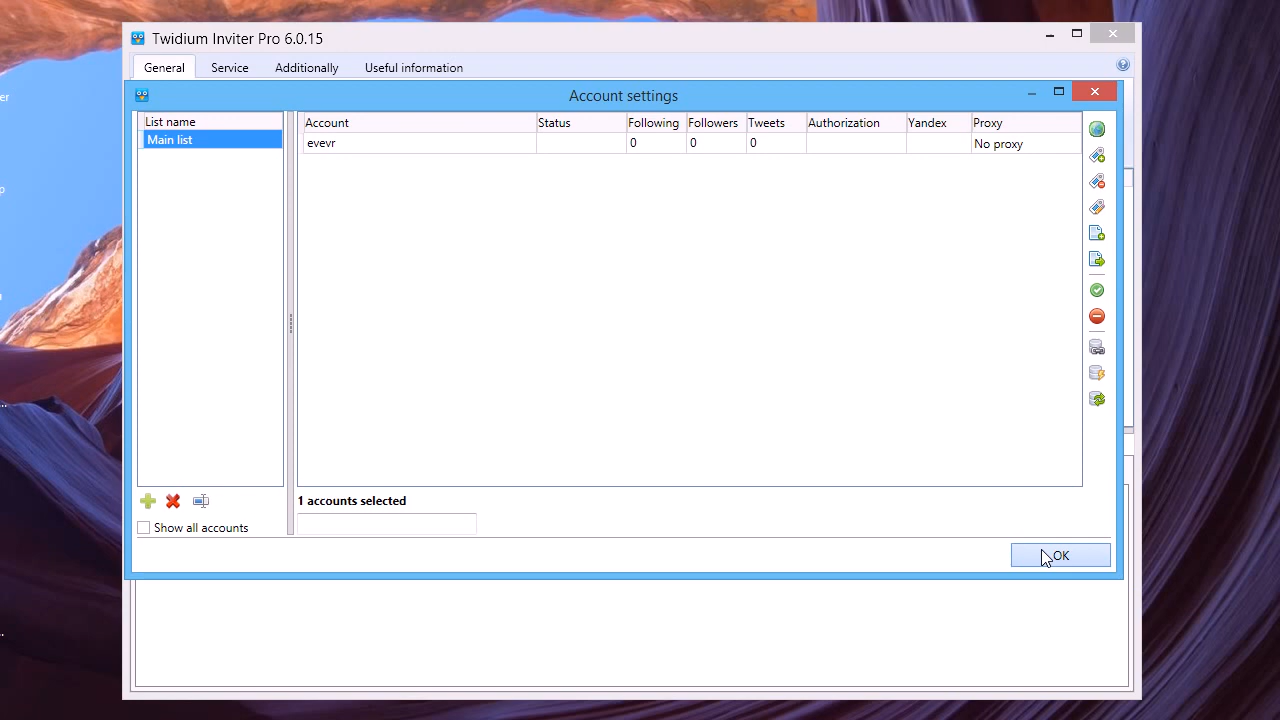 Twidium Inviter Pro 6.0.15
General Service Additionally Useful information
Account settings
List name
Main list
Account Status Following Followers Tweets Authorization Yandex Proxy
evevr 0 0 0 No proxy
1 accounts selected
Show all accounts
OK
er
p
...
...